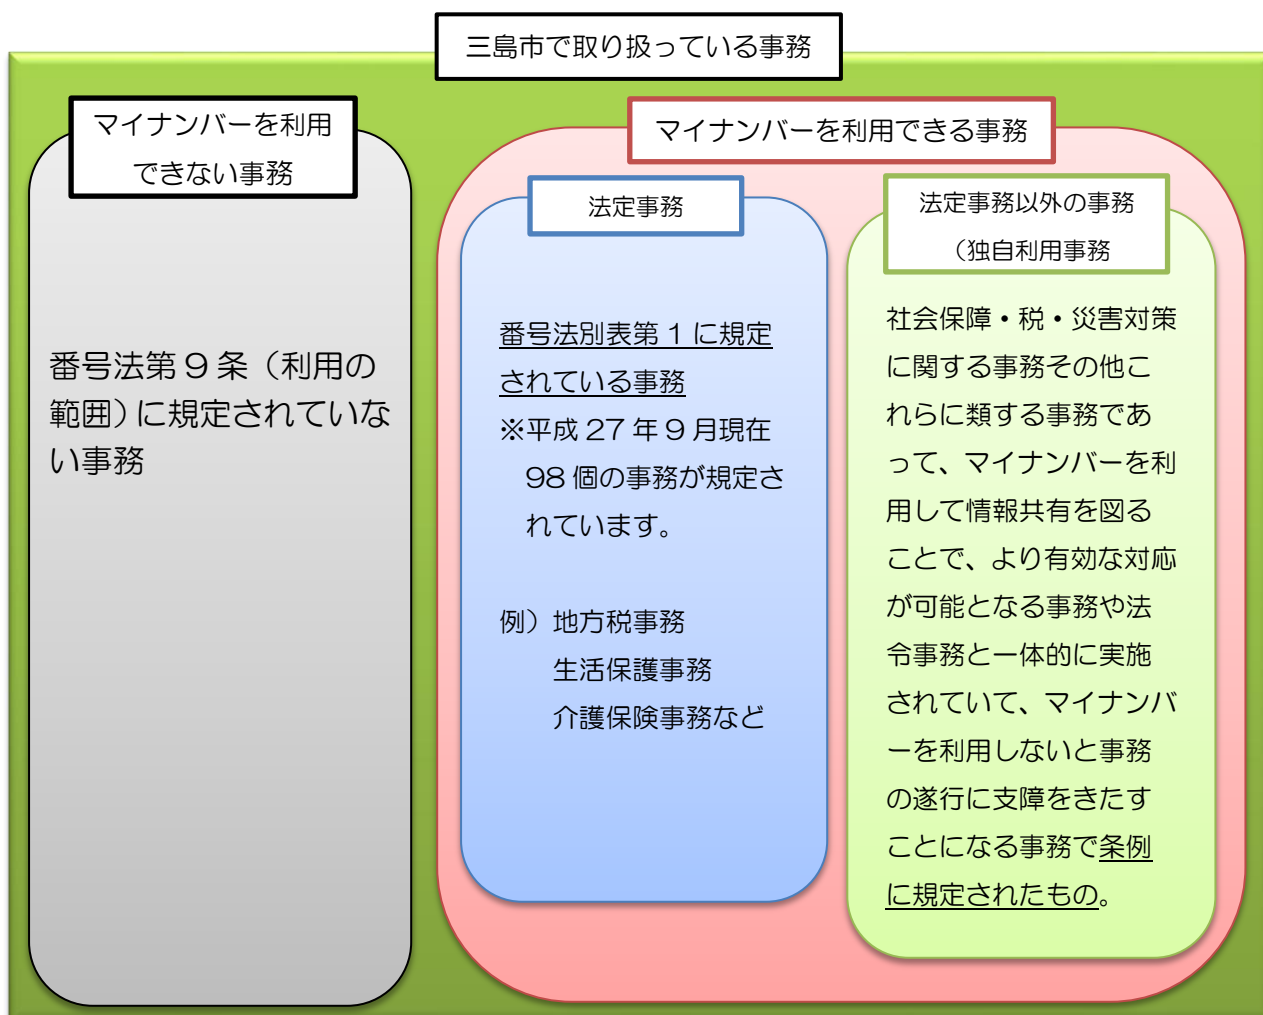 三島市で取り扱っている事務
マイナンバーを利用
できない事務
番号法第9条（利用の
範囲）に規定されていな
い事務
マイナンバーを利用できる事務
法定事務
番号法別表第1に規定
されている事務
※平成27年9月現在
98個の事務が規定さ
れています。
例）地方税事務
生活保護事務
介護保険事務など
法定事務以外の事務
（独自利用事務
社会保障・税・災害対策
に関する事務その他こ
れらに類する事務であ
って、マイナンバーを利
用して情報共有を図る
ことで、より有効な対応
が可能となる事務や法
令事務と一体的に実施
されていて、マイナンバ
ーを利用しないと事務
の遂行に支障をきたす
ことになる事務で条例
に規定されたもの。